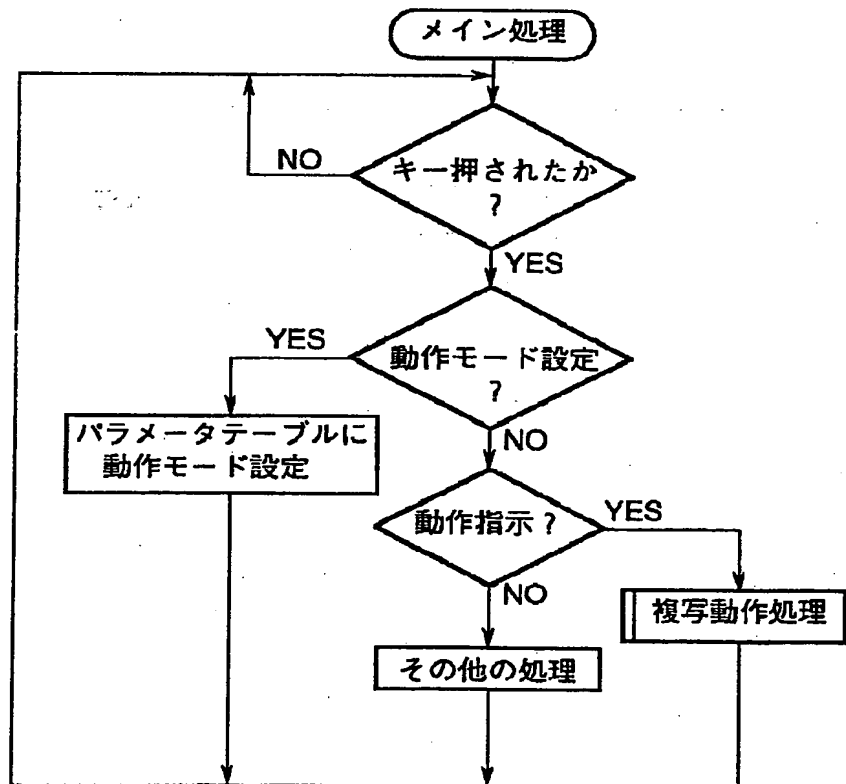 メイン処理
キー押されたか
?
NO
YES
動作モード設定
?
YES
NO
パラメータテーブルに
動作モード設定
動作指示?
YES
NO
複写動作処理
その他の処理